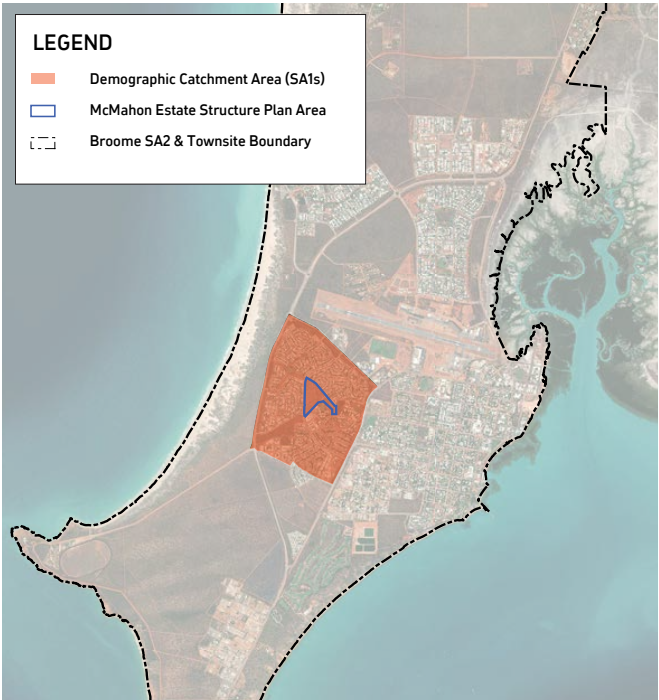 LEGEND
Demographic Catchment Area (SA1s)
McMahon Estate Structure Plan Area
Broome SA2 & Townsite Boundary